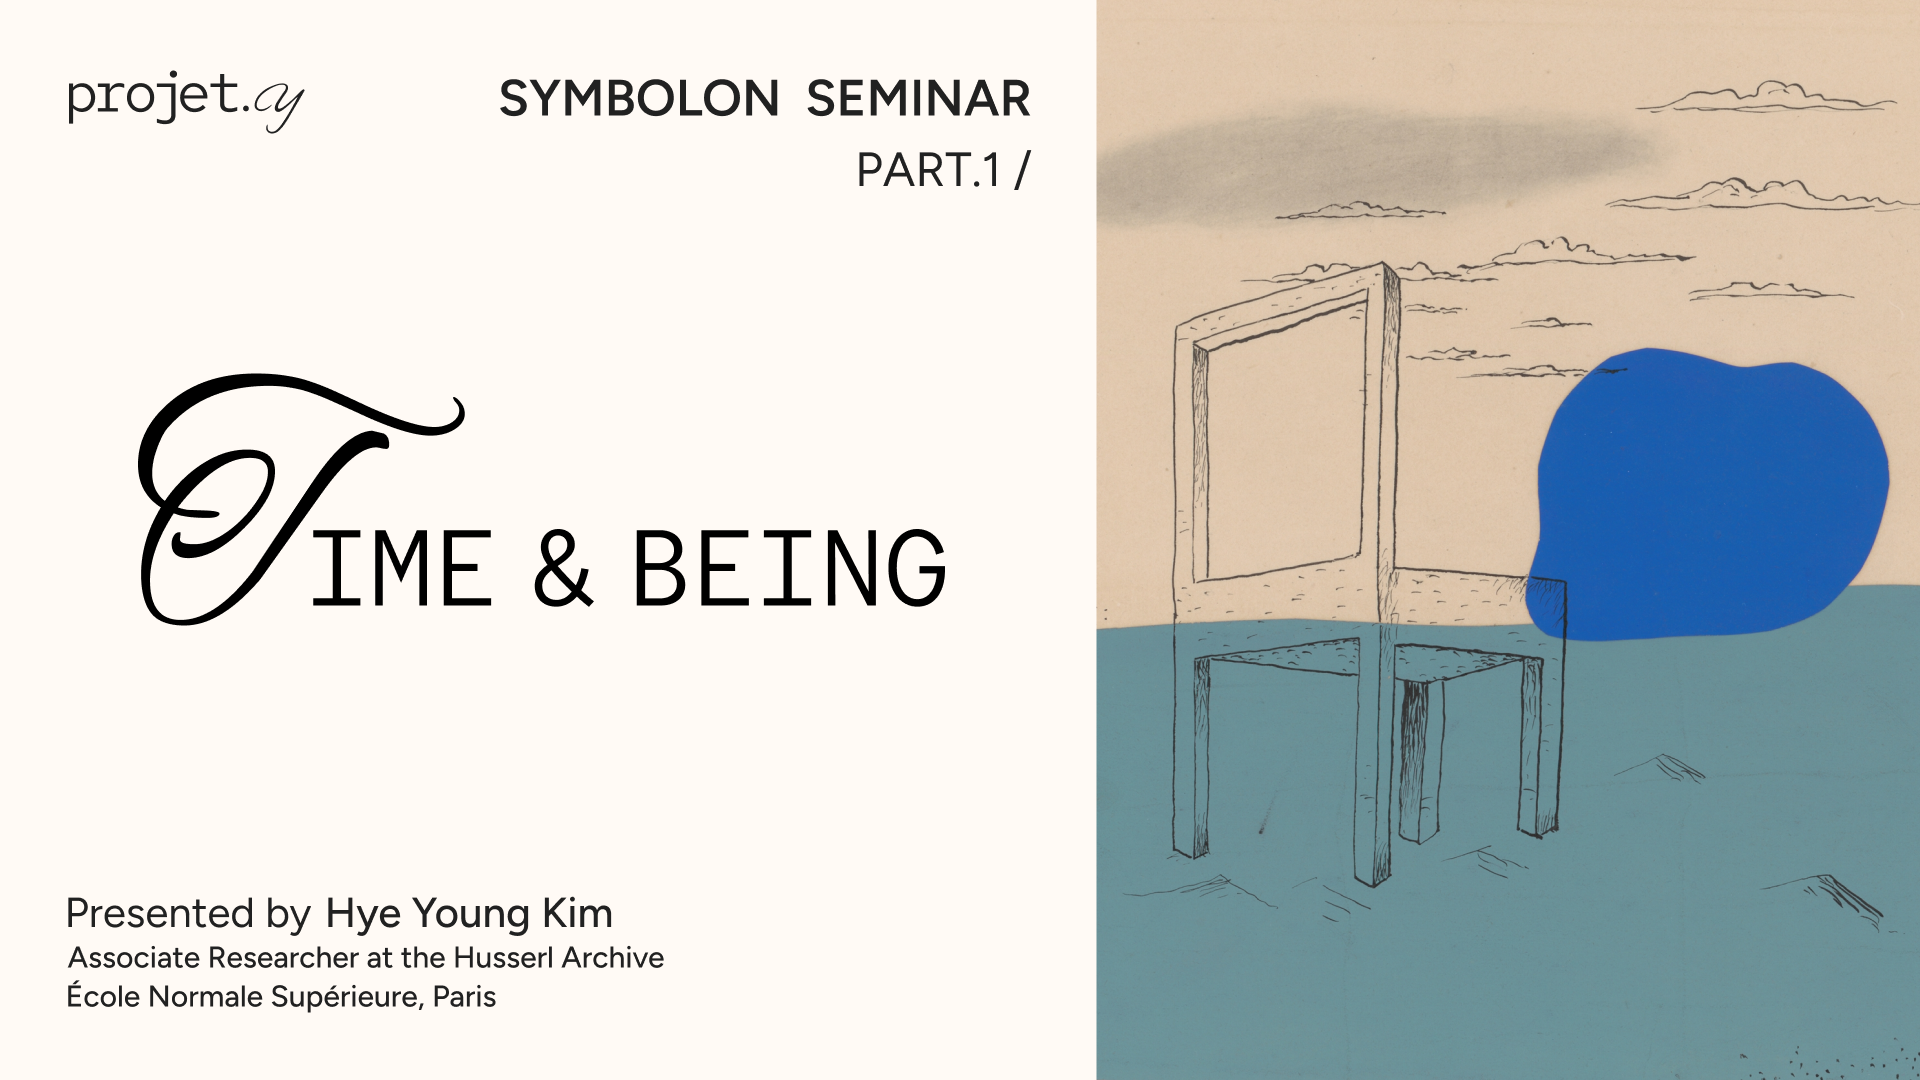 projet.cy
SYMBOLON SEMINAR
PART.1 /
TIME & BEING
Presented by Hye Young Kim
Associate Researcher at the Husserl Archive
École Normale Supérieure, Paris